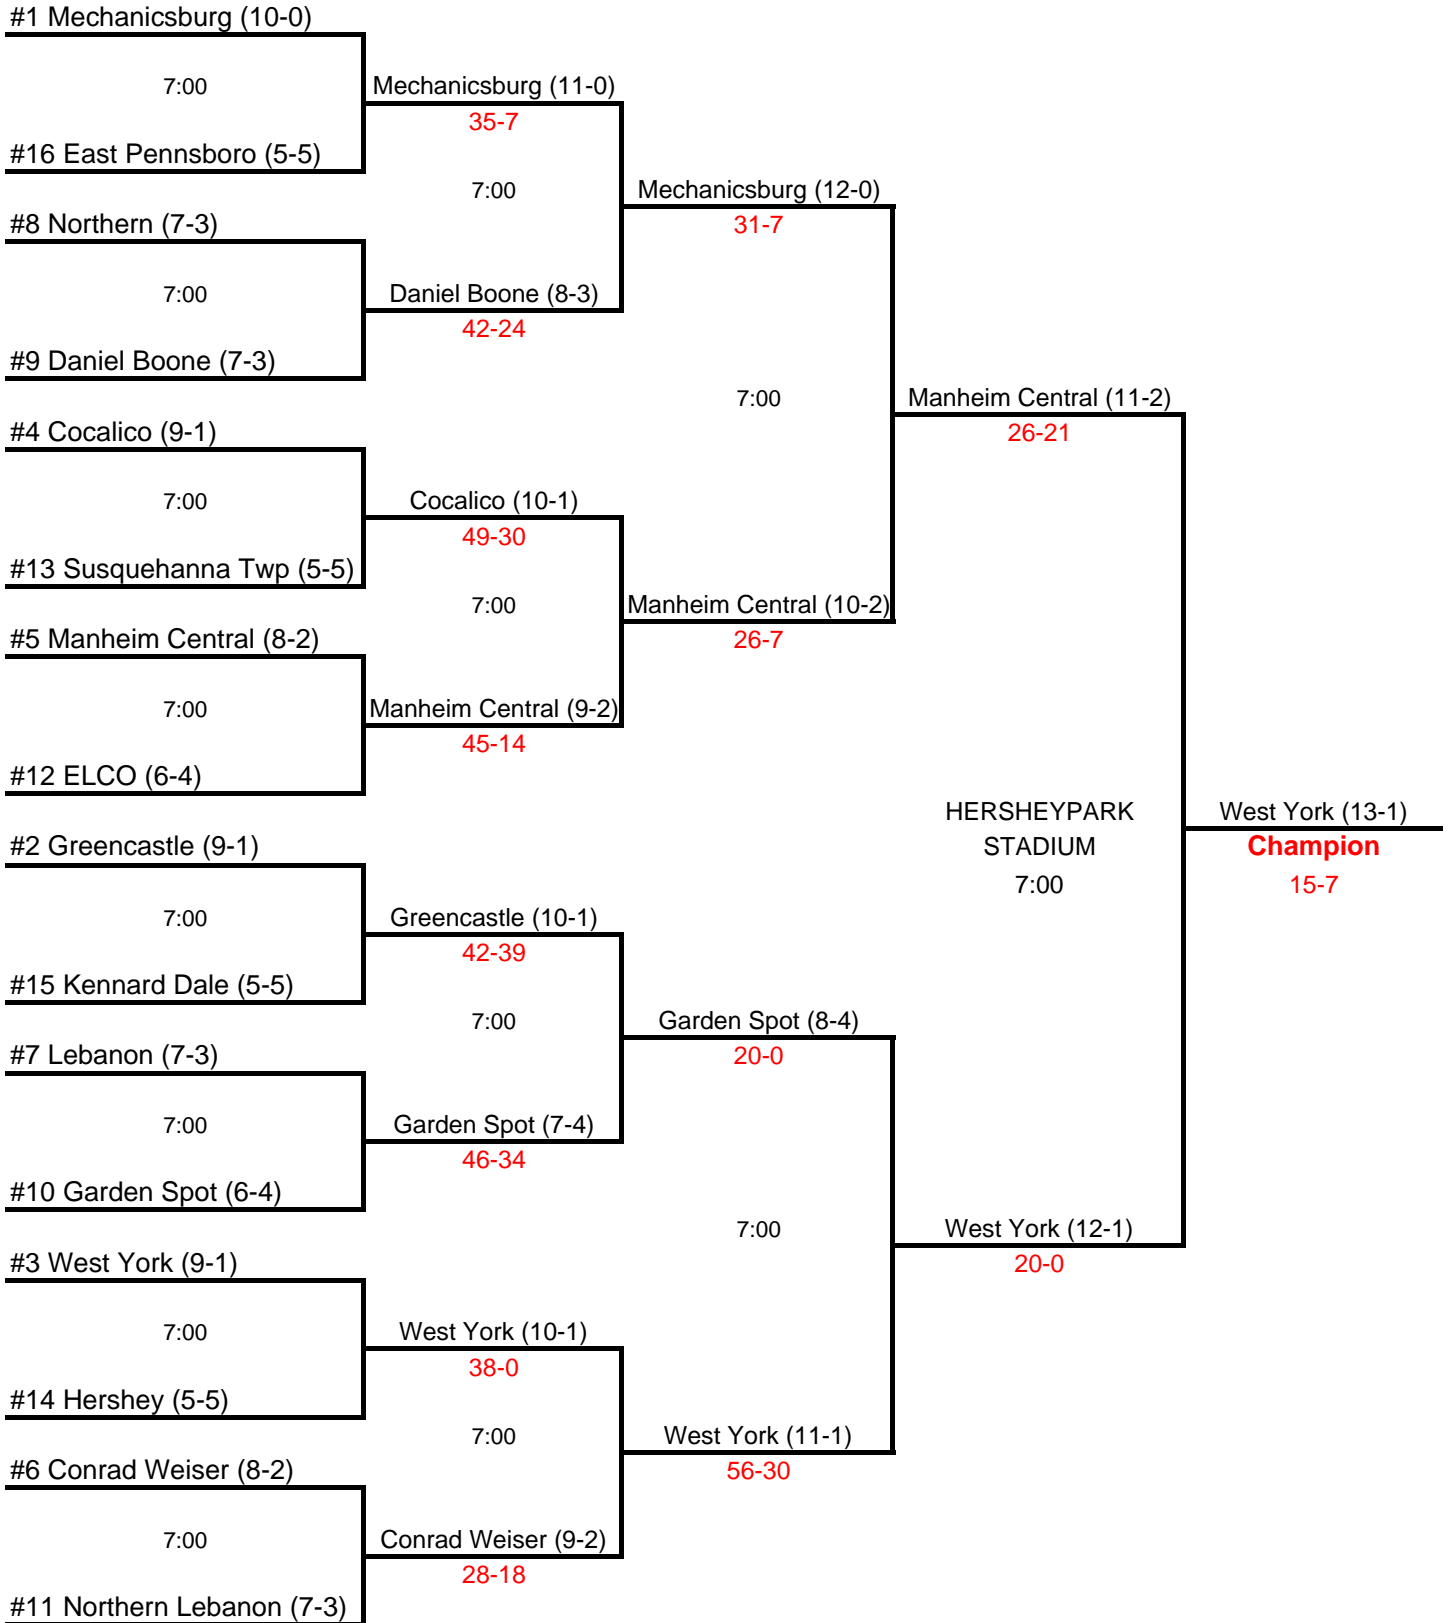 #1 Mechanicsburg (10-0)
7:00
Mechanicsburg (11-0)
35-7
#16 East Pennsboro (5-5)
7:00
Mechanicsburg (12-0)
31-7
#8 Northern (7-3)
7:00
Daniel Boone (8-3)
42-24
#9 Daniel Boone (7-3)
7:00
Manheim Central (11-2)
26-21
#4 Cocalico (9-1)
7:00
Cocalico (10-1)
49-30
#13 Susquehanna Twp (5-5)
7:00
Manheim Central (10-2)
26-7
#5 Manheim Central (8-2)
7:00
Manheim Central (9-2)
45-14
#12 ELCO (6-4)
HERSHEYPARK
STADIUM
7:00
West York (13-1)
Champion
15-7
#2 Greencastle (9-1)
7:00
Greencastle (10-1)
42-39
#15 Kennard Dale (5-5)
7:00
Garden Spot (8-4)
20-0
#7 Lebanon (7-3)
7:00
Garden Spot (7-4)
46-34
#10 Garden Spot (6-4)
7:00
West York (12-1)
20-0
#3 West York (9-1)
7:00
West York (10-1)
38-0
#14 Hershey (5-5)
7:00
West York (11-1)
56-30
#6 Conrad Weiser (8-2)
7:00
Conrad Weiser (9-2)
28-18
#11 Northern Lebanon (7-3)